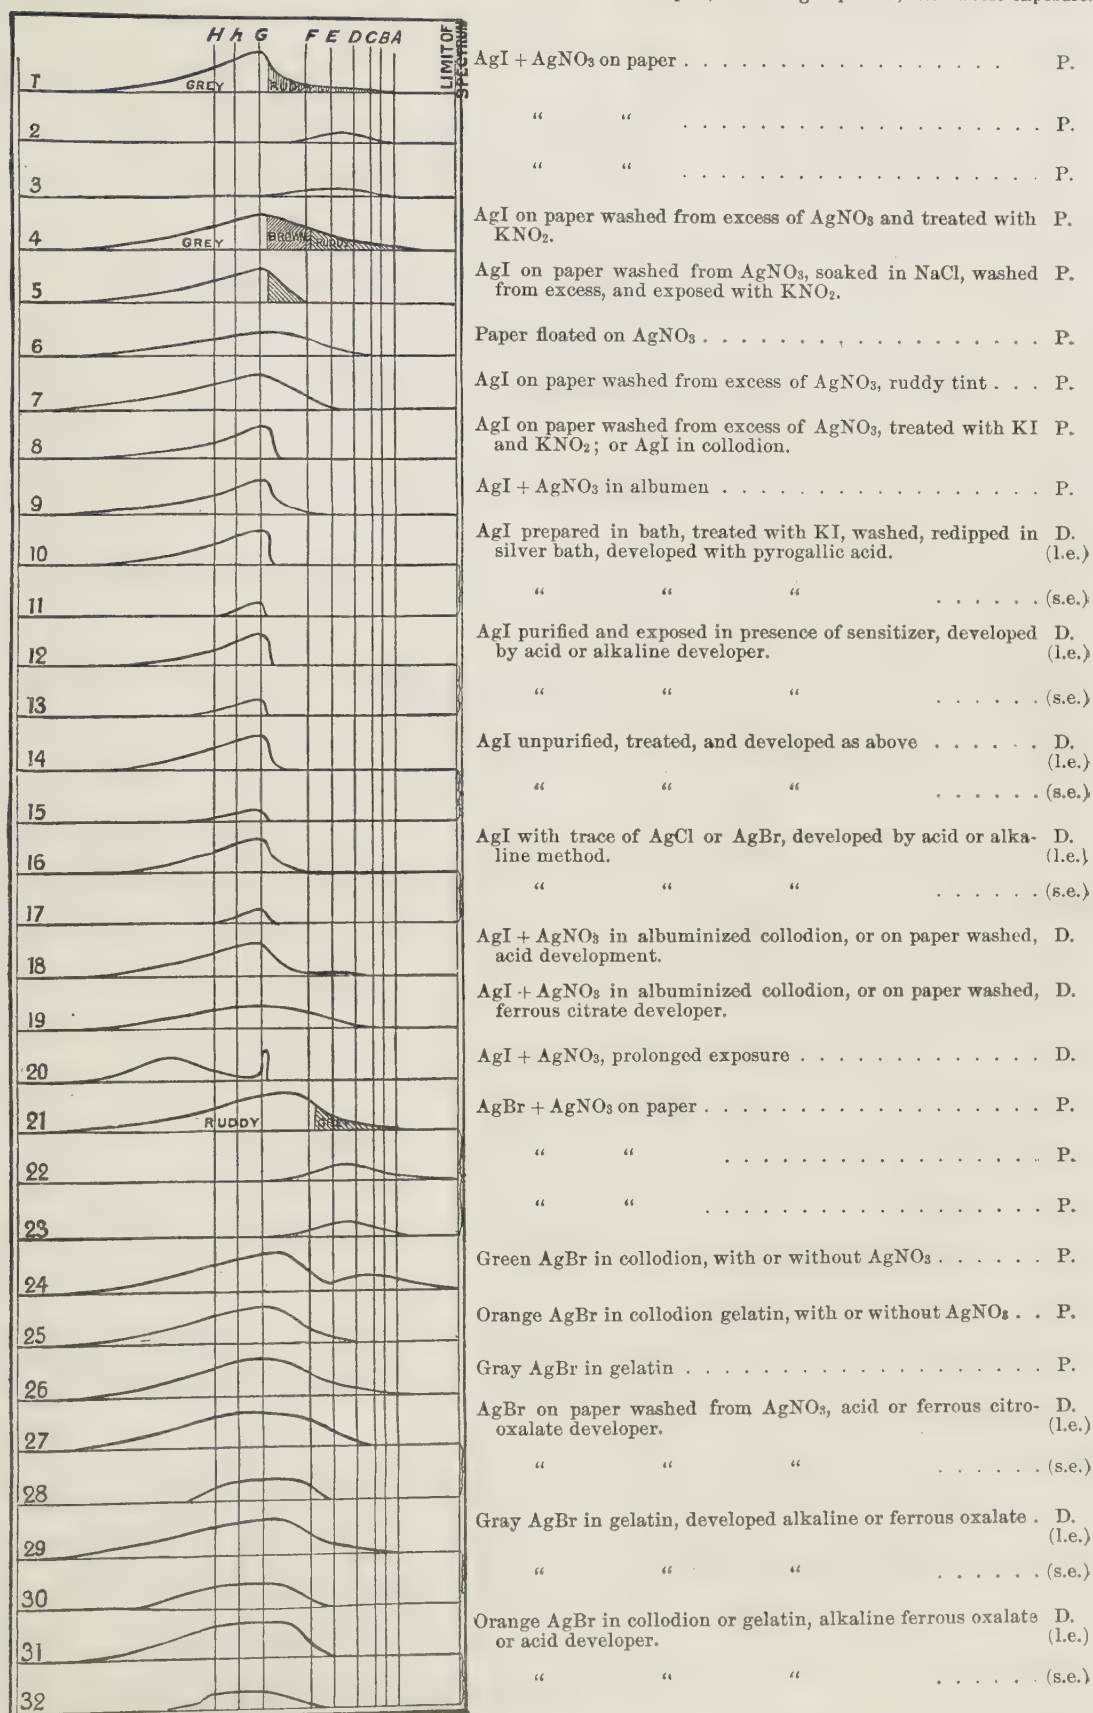 exposure.
H h G F E D C B A
LIMIT OF
SPECTRUM
1 GREY RUDDY AgI + AgNO₃ on paper . . . . . . . . . . . . . . . . . . P.
2 “ “ . . . . . . . . . . . . . . . . . . P.
3 “ “ . . . . . . . . . . . . . . . . . . P.
4 GREY BROWN RUDDY AgI on paper washed from excess of AgNO₃ and treated with P.
KNO₂.
5 AgI on paper washed from AgNO₃, soaked in NaCl, washed P.
from excess, and exposed with KNO₂.
6 Paper floated on AgNO₃ . . . . . . . . . . . . . . . . . . P.
7 AgI on paper washed from excess of AgNO₃, ruddy tint . . . P.
8 AgI on paper washed from excess of AgNO₃, treated with KI P.
and KNO₂; or AgI in collodion.
9 AgI + AgNO₃ in albumen . . . . . . . . . . . . . . . . . P.
10 AgI prepared in bath, treated with KI, washed, redipped in D.
silver bath, developed with pyrogallic acid. (l.e.)
11 “ “ “ . . . . . . (s.e.)
12 AgI purified and exposed in presence of sensitizer, developed D.
by acid or alkaline developer. (l.e.)
13 “ “ “ . . . . . . (s.e.)
14 AgI unpurified, treated, and developed as above . . . . . . D.
(l.e.)
15 “ “ “ . . . . . . (s.e.)
16 AgI with trace of AgCl or AgBr, developed by acid or alka- D.
line method. (l.e.)
17 “ “ “ . . . . . . (s.e.)
18 AgI + AgNO₃ in albuminized collodion, or on paper washed, D.
acid development.
19 AgI + AgNO₃ in albuminized collodion, or on paper washed, D.
ferrous citrate developer.
20 AgI + AgNO₃, prolonged exposure . . . . . . . . . . . . . D.
21 RUDDY AgBr + AgNO₃ on paper . . . . . . . . . . . . . . . . . P.
22 “ “ . . . . . . . . . . . . . . . . . P.
23 “ “ . . . . . . . . . . . . . . . . . P.
24 Green AgBr in collodion, with or without AgNO₃ . . . . . . P.
25 Orange AgBr in collodion gelatin, with or without AgNO₃ . . P.
26 Gray AgBr in gelatin . . . . . . . . . . . . . . . . . . . P.
27 AgBr on paper washed from AgNO₃, acid or ferrous citro- D.
oxalate developer. (l.e.)
28 “ “ “ . . . . . . (s.e.)
29 Gray AgBr in gelatin, developed alkaline or ferrous oxalate . D.
(l.e.)
30 “ “ “ . . . . . . (s.e.)
31 Orange AgBr in collodion or gelatin, alkaline ferrous oxalate D.
or acid developer. (l.e.)
32 “ “ “ . . . . . . (s.e.)